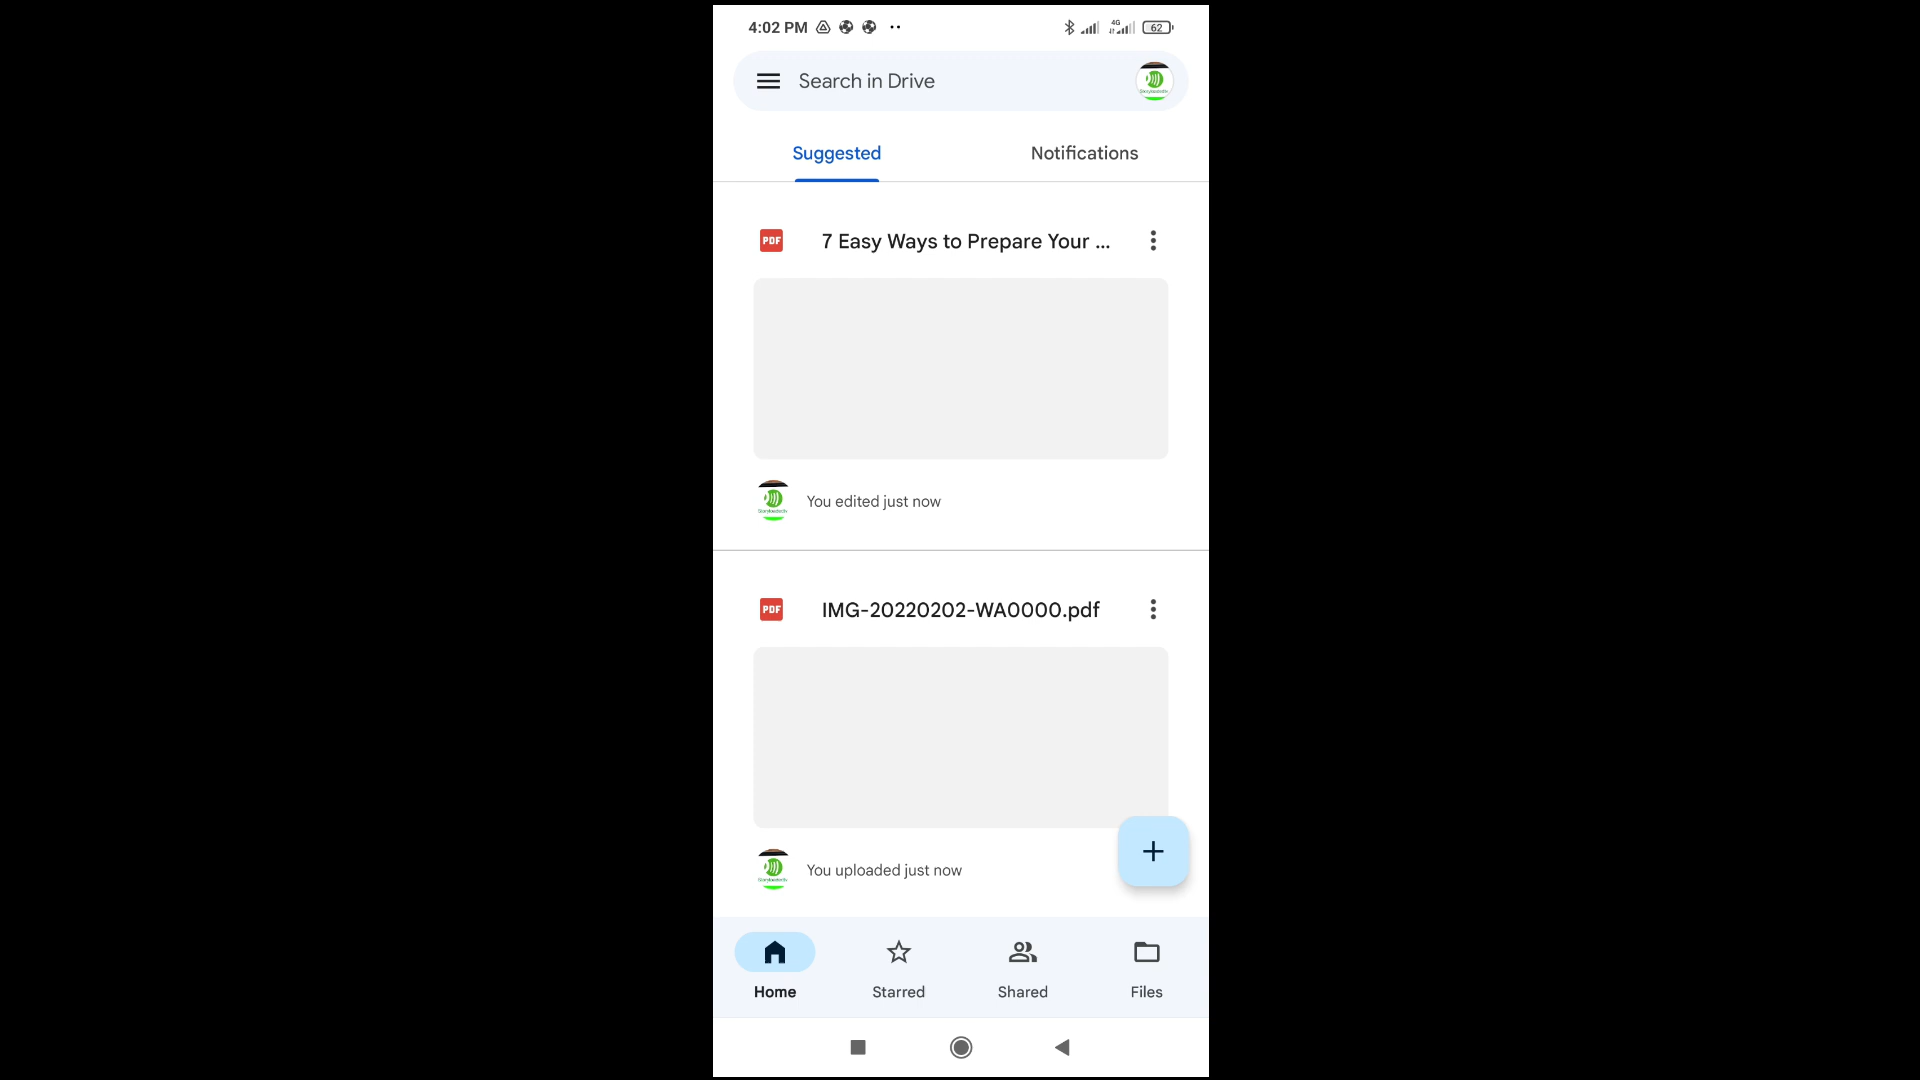 4:02 PM
4G
62
Search in Drive
Suggested
Notifications
PDF
7 Easy Ways to Prepare Your ...
You edited just now
PDF
IMG-20220202-WA0000.pdf
You uploaded just now
Home
Starred
Shared
Files